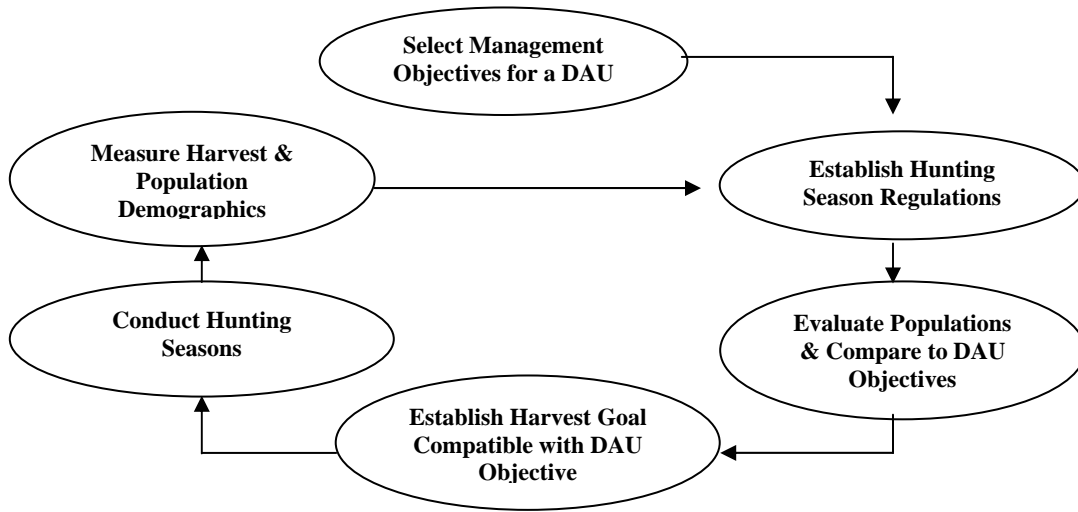 Select Management
Objectives for a DAU
Measure Harvest &
Population
Demographics
Establish Hunting
Season Regulations
Conduct Hunting
Seasons
Evaluate Populations
& Compare to DAU
Objectives
Establish Harvest Goal
Compatible with DAU
Objective